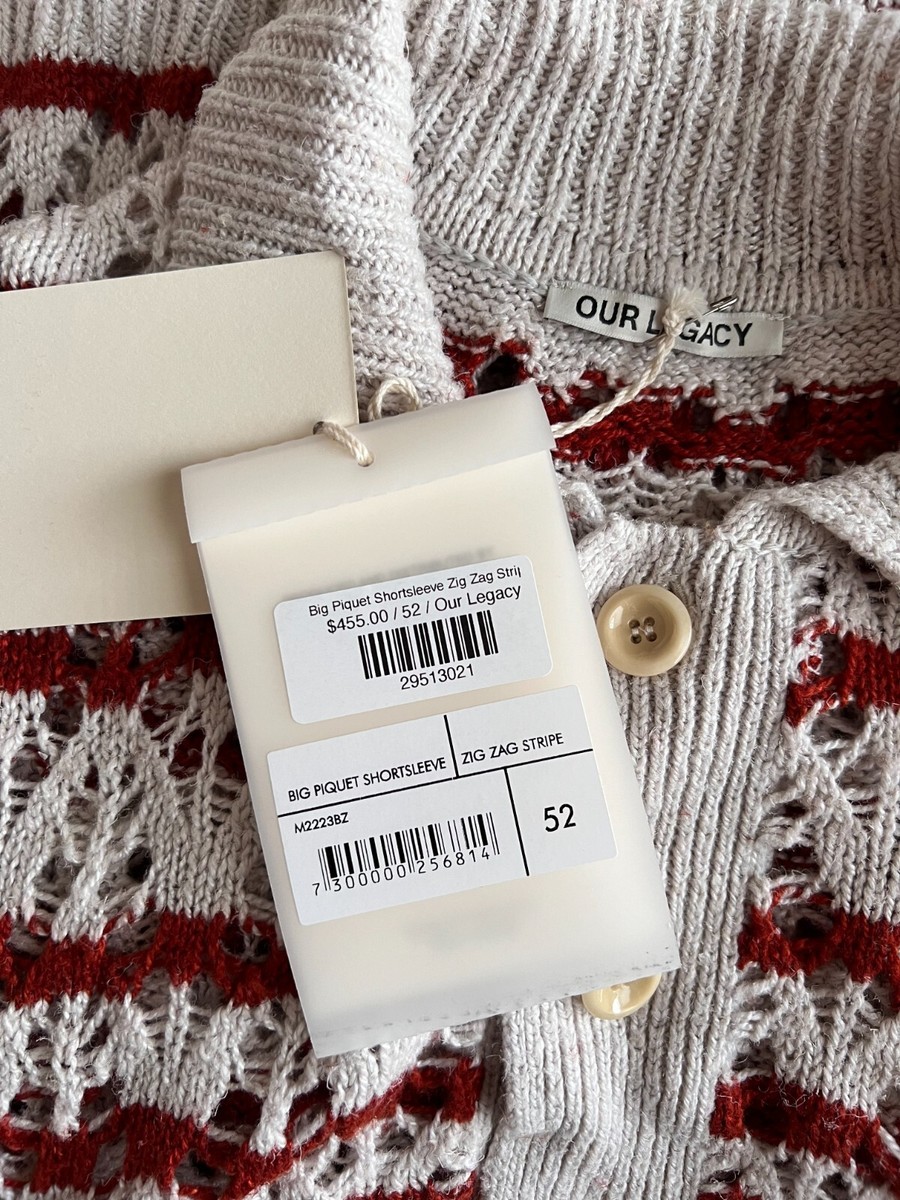 OUR LEGACY
Big Piquet Shortsleeve Zig Zag Strip
$455.00 / 52 / Our Legacy
29513021
BIG PIQUET SHORTSLEEVE
ZIG ZAG STRIPE
M2223BZ
52
7 300000 256814